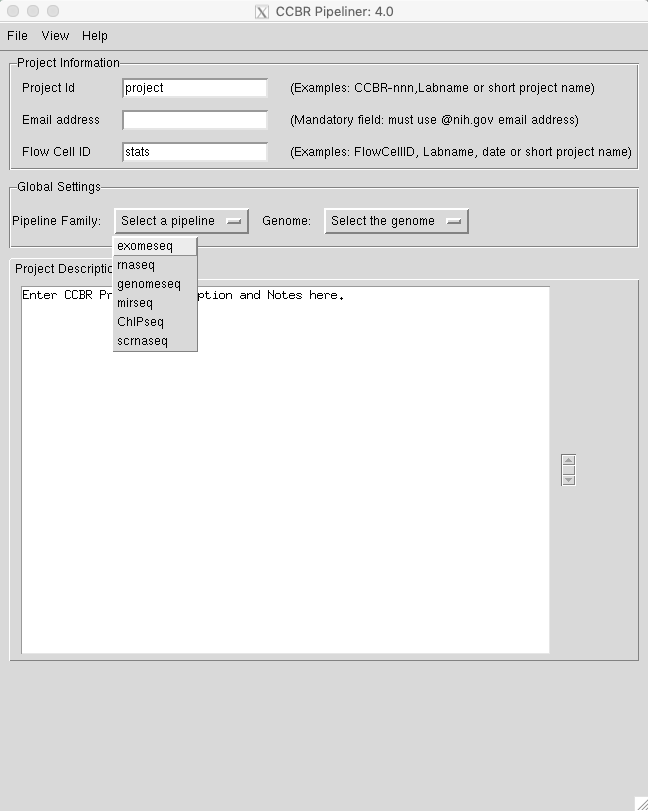 CCBR Pipeliner: 4.0
File View Help
Project Information
Project Id project (Examples: CCBR-nnn,Labname or short project name)
Email address (Mandatory field: must use @nih.gov email address)
Flow Cell ID stats (Examples: FlowCellID, Labname, date or short project name)
Global Settings
Pipeline Family: Select a pipeline Genome: Select the genome
exomeseq
rnaseq
genomeseq
mirseq
ChIPseq
scrnaseq
Project Descriptio
Enter CCBR Pr ption and Notes here.